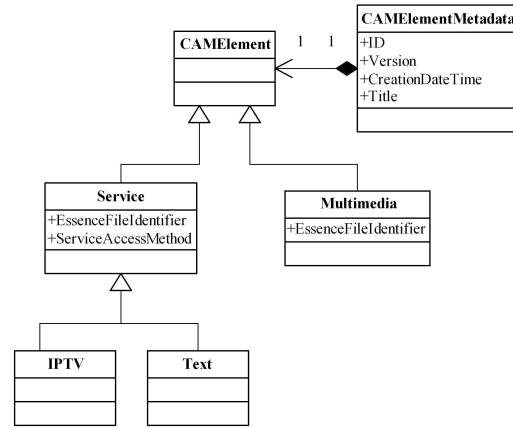 CAMElement
1 1
CAMElementMetadata
+ID
+Version
+CreationDateTime
+Title
Service
+EssenceFileIdentifier
+ServiceAccessMethod
Multimedia
+EssenceFileIdentifier
IPTV
Text